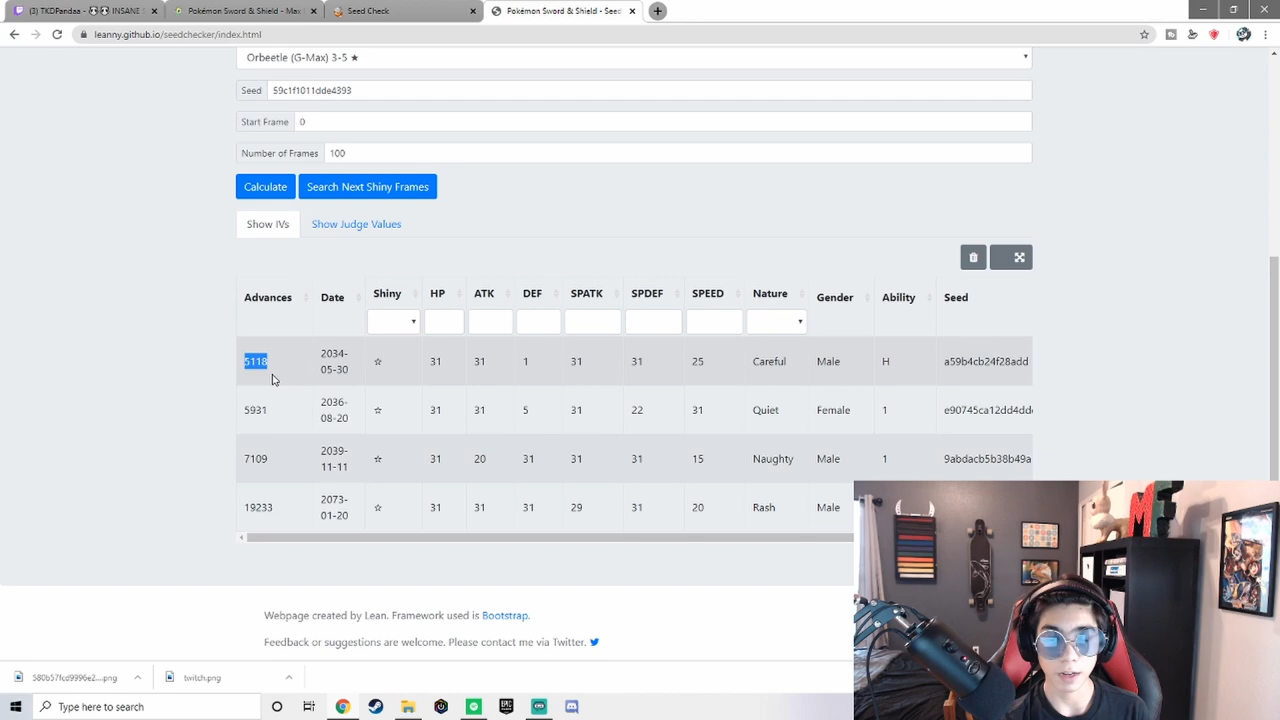 (3) TKDPandaa - 💀💀 INSANE
Pokémon Sword & Shield - Max
Seed Check
Pokémon Sword & Shield - Seed
leanny.github.io/seedchecker/index.html
Orbeetle (G-Max) 3-5 ★
Seed 59c1f1011dde4393
Start Frame 0
Number of Frames 100
Calculate Search Next Shiny Frames
Show IVs Show Judge Values
Advances Date Shiny HP ATK DEF SPATK SPDEF SPEED Nature Gender Ability Seed
5118 2034-05-30 ☆ 31 31 1 31 31 25 Careful Male H a59b4cb24f28add
5931 2036-08-20 ☆ 31 31 5 31 22 31 Quiet Female 1 e90745ca12dd4dd
7109 2039-11-11 ☆ 31 20 31 31 31 15 Naughty Male 1 9abdacb5b38b49a
19233 2073-01-20 ☆ 31 31 31 29 31 20 Rash Male
Webpage created by Lean. Framework used is Bootstrap.
Feedback or suggestions are welcome. Please contact me via Twitter.
580b57fcd9996e2....png
twitch.png
Type here to search